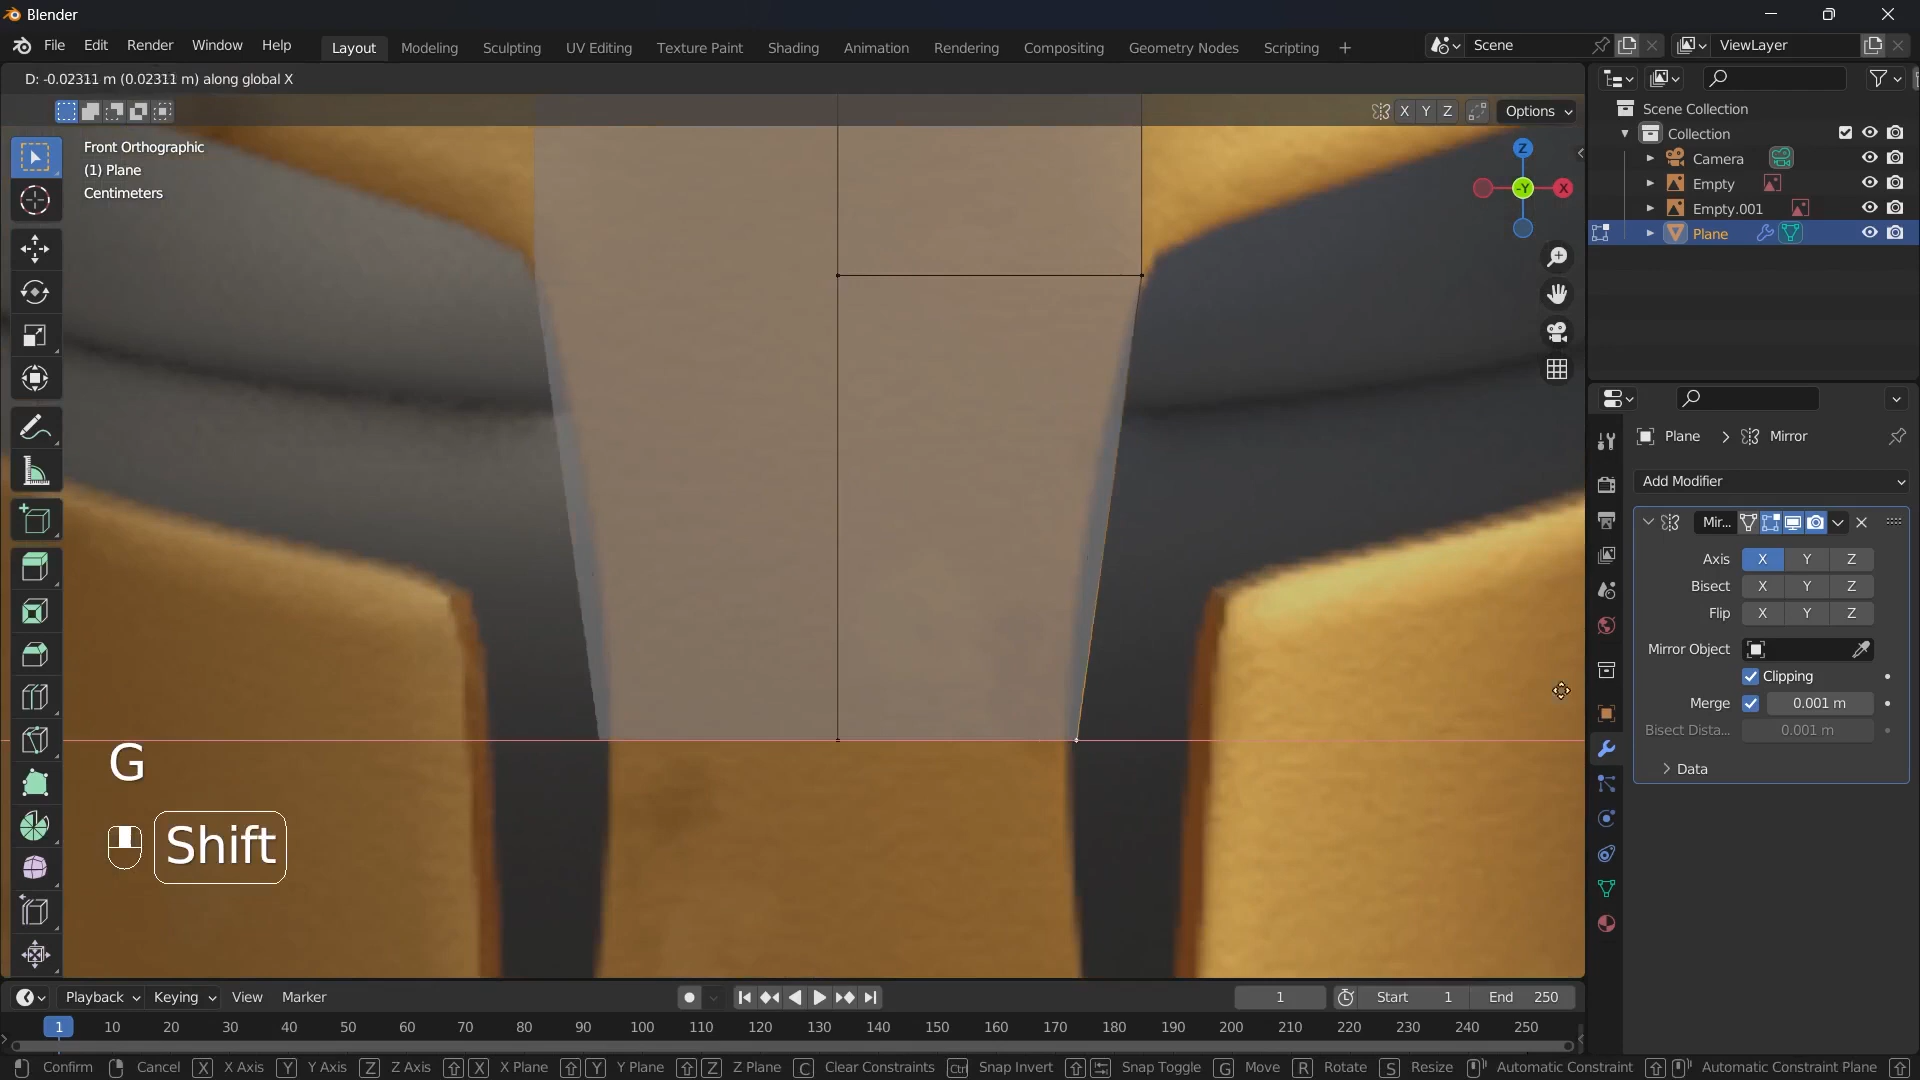 Blender
File Edit Render Window Help Layout Modeling Sculpting UV Editing Texture Paint Shading Animation Rendering Compositing Geometry Nodes Scripting + Scene ViewLayer
D: -0.02311 m (0.02311 m) along global X
X Y Z Options
Front Orthographic
(1) Plane
Centimeters
Z
-Y X
Scene Collection
Collection
Camera
Empty
Empty.001
Plane
Plane > Mirror
Add Modifier
Mir...
Axis X Y Z
Bisect X Y Z
Flip X Y Z
Mirror Object
Clipping
Merge 0.001 m
Bisect Dista... 0.001 m
Data
G
Shift
Playback Keying View Marker 1 Start 1 End 250
1 10 20 30 40 50 60 70 80 90 100 110 120 130 140 150 160 170 180 190 200 210 220 230 240 250
Confirm Cancel X X Axis Y Y Axis Z Z Axis X X Plane Y Y Plane Z Z Plane C Clear Constraints Ctrl Snap Invert Snap Toggle G Move R Rotate S Resize Automatic Constraint Automatic Constraint Plane